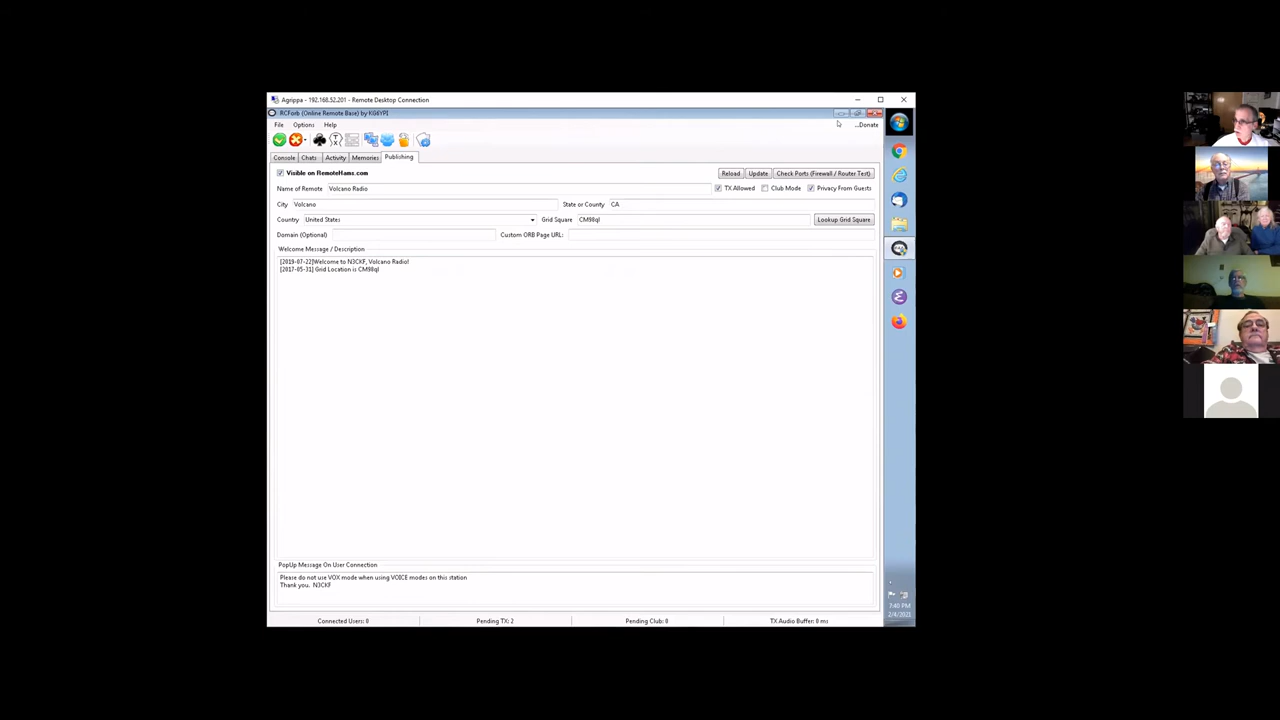 Agrippa - 192.168.52.201 - Remote Desktop Connection
RCForb (Online Remote Base) by KG6YPI
File Options Help
...Donate
Console Chats Activity Memories Publishing
Visible on RemoteHams.com
Reload Update Check Ports (Firewall / Router Test)
Name of Remote Volcano Radio
TX Allowed Club Mode Privacy From Guests
City Volcano State or County CA
Country United States Grid Square CM98ql Lookup Grid Square
Domain (Optional) Custom ORB Page URL:
Welcome Message / Description
[2019-07-22]Welcome to N3CKF, Volcano Radio!
[2017-05-31] Grid Location is CM98ql
PopUp Message On User Connection
Please do not use VOX mode when using VOICE modes on this station
Thank you. N3CKF
Connected Users: 0 Pending TX: 2 Pending Club: 0 TX Audio Buffer: 0 ms
7:40 PM
2/4/2021